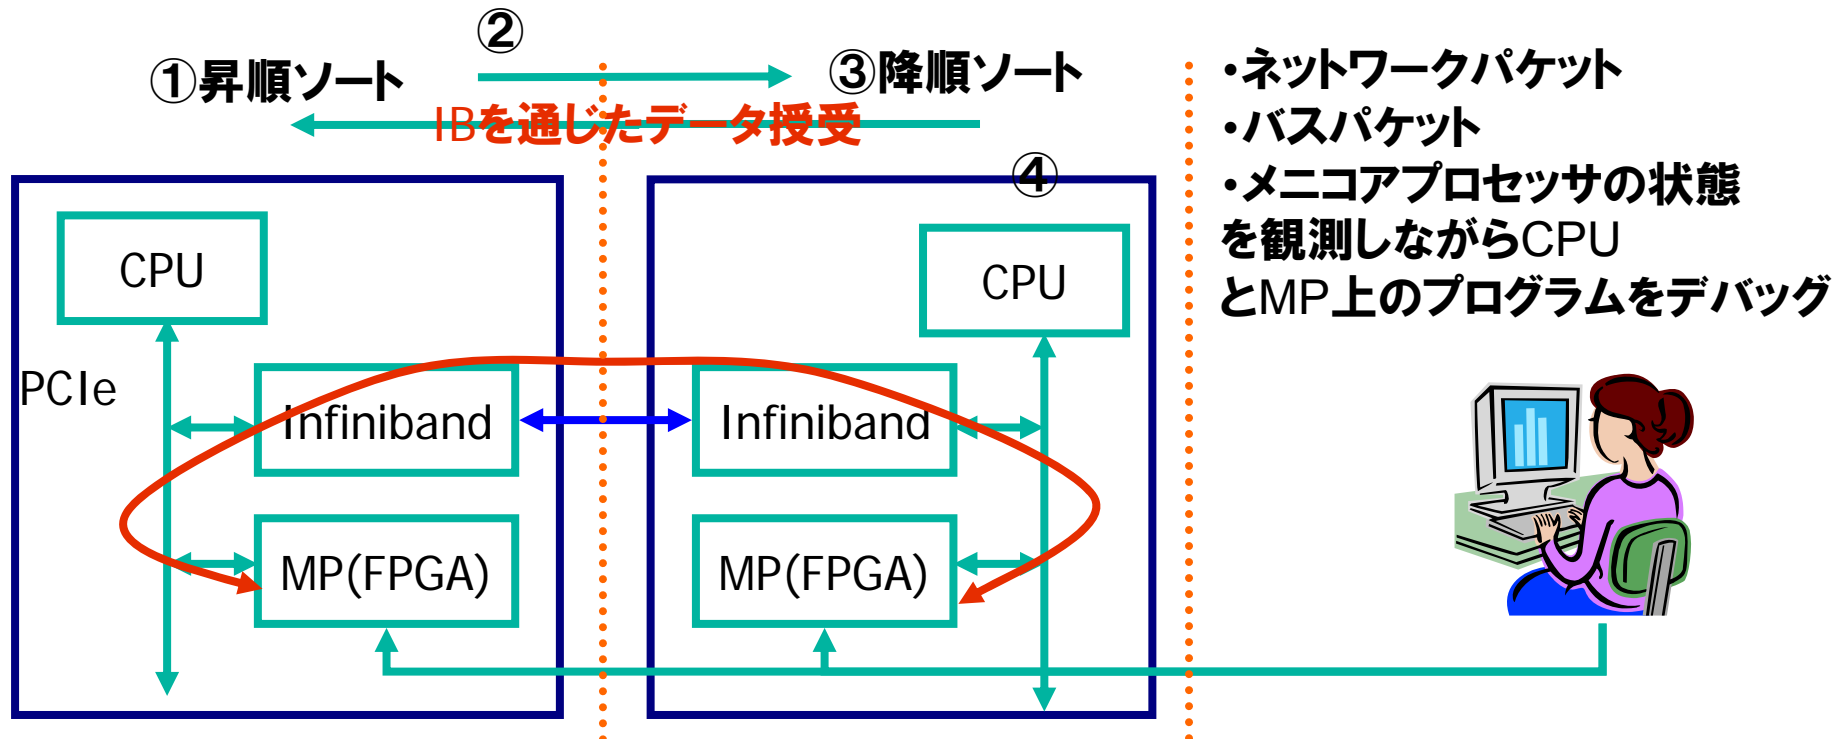 ②
①昇順ソート
③降順ソート
IBを通じたデータ授受
④
・ネットワークパケット
・バスパケット
・メニコアプロセッサの状態
を観測しながらCPU
とMP上のプログラムをデバッグ
CPU
CPU
PCIe
Infiniband
Infiniband
MP(FPGA)
MP(FPGA)